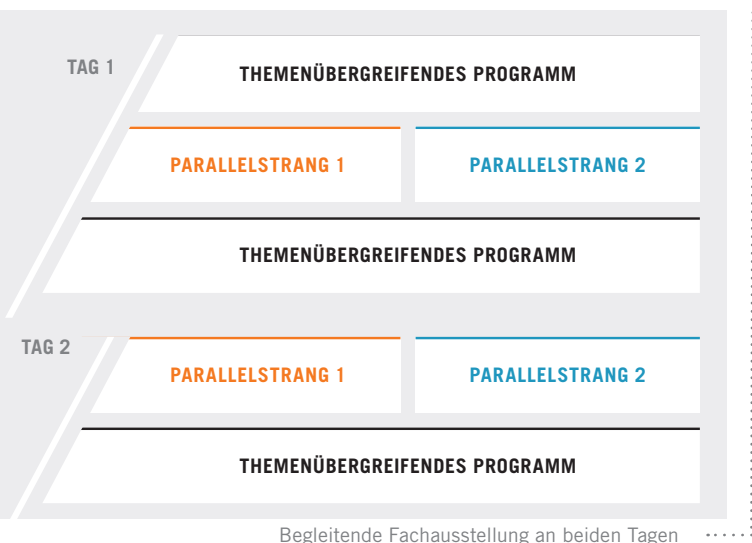 TAG 1
THEMENÜBERGREIFENDES PROGRAMM
PARALLELSTRANG 1
PARALLELSTRANG 2
THEMENÜBERGREIFENDES PROGRAMM
TAG 2
PARALLELSTRANG 1
PARALLELSTRANG 2
THEMENÜBERGREIFENDES PROGRAMM
Begleitende Fachausstellung an beiden Tagen